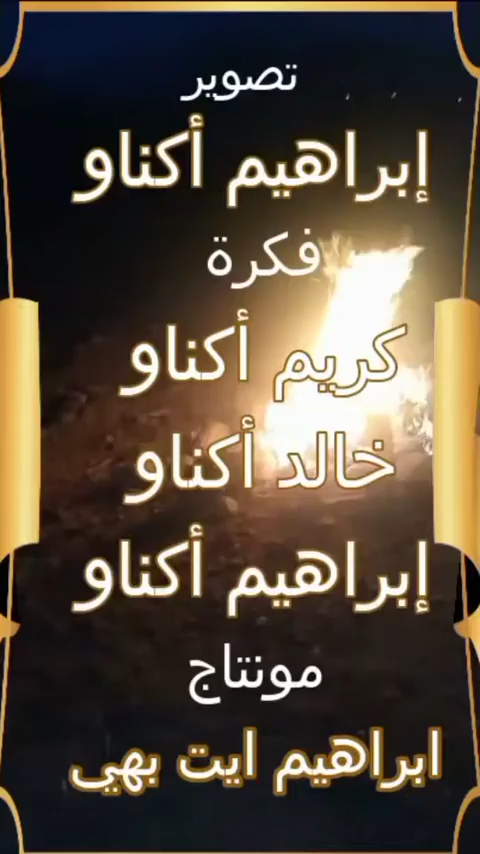 تصوير
إبراهيم أكناو
فكرة
كريم أكناو
خالد أكناو
إبراهيم أكناو
مونتاج
ابراهيم ايت بهي